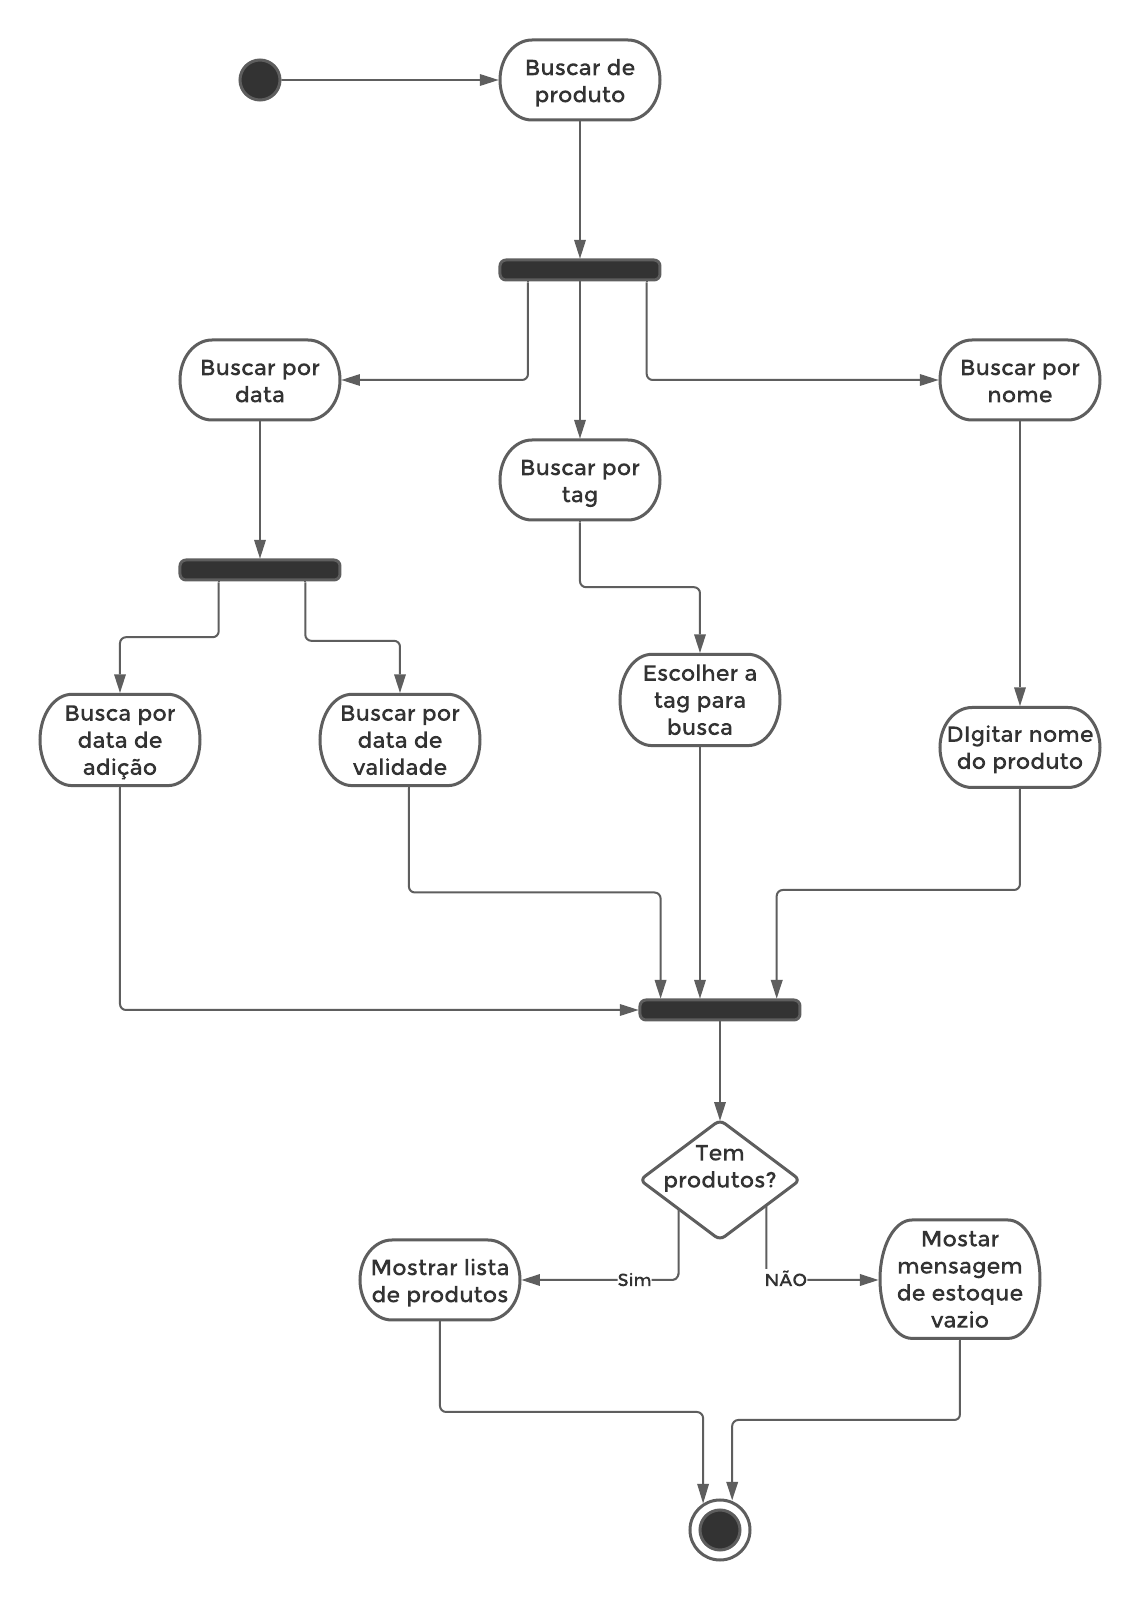 Buscar de
produto
Buscar por
data
Buscar por
nome
Buscar por
tag
Escolher a
tag para
busca
Busca por
data de
adição
Buscar por
data de
validade
DIgitar nome
do produto
Tem
produtos?
Mostrar lista
de produtos
Sim
NÃO
Mostar
mensagem
de estoque
vazio